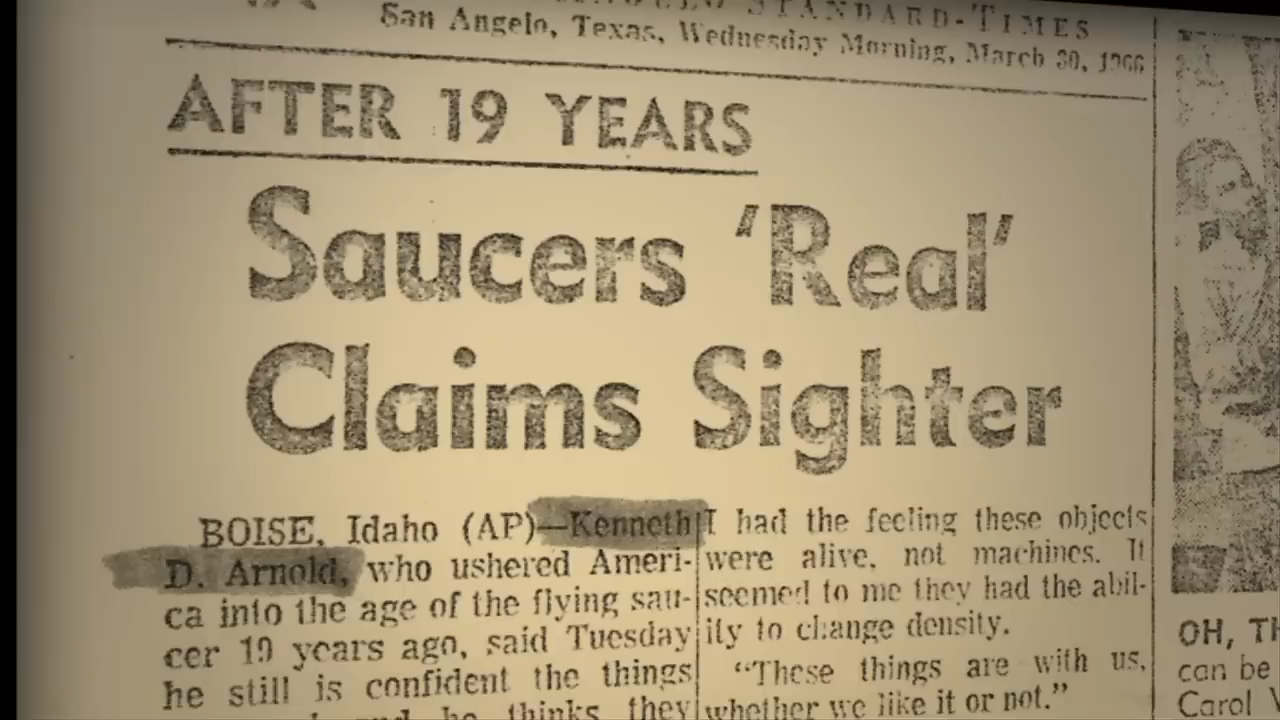 STANDARD-TIMES
San Angelo, Texas, Wednesday Morning, March 30, 1966
AFTER 19 YEARS
Saucers 'Real'
Claims Sighter
BOISE, Idaho (AP)—Kenneth
D. Arnold, who ushered Ameri-
ca into the age of the flying sau-
cer 19 years ago, said Tuesday
he still is confident the things
and he thinks they
I had the feeling these objects
were alive, not machines. It
seemed to me they had the abil-
ity to change density.
"These things are with us,
whether we like it or not."
OH, TH
can be
Carol